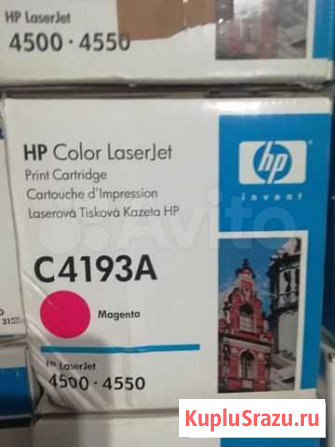 HP LaserJet
4500 · 4550
HP Color LaserJet
Print Cartridge
Cartouche d'Impression
Laserová Tisková Kazeta HP
hp
invent
Avito
C4193A
Magenta
HP LaserJet
4500 · 4550
KupluSrazu.ru